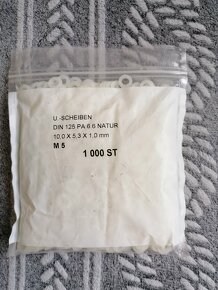 U -SCHEIBEN
DIN 125 PA.6.6 NATUR
10.0 X 5.3 X 1.0 mm
M 5
1 000 ST